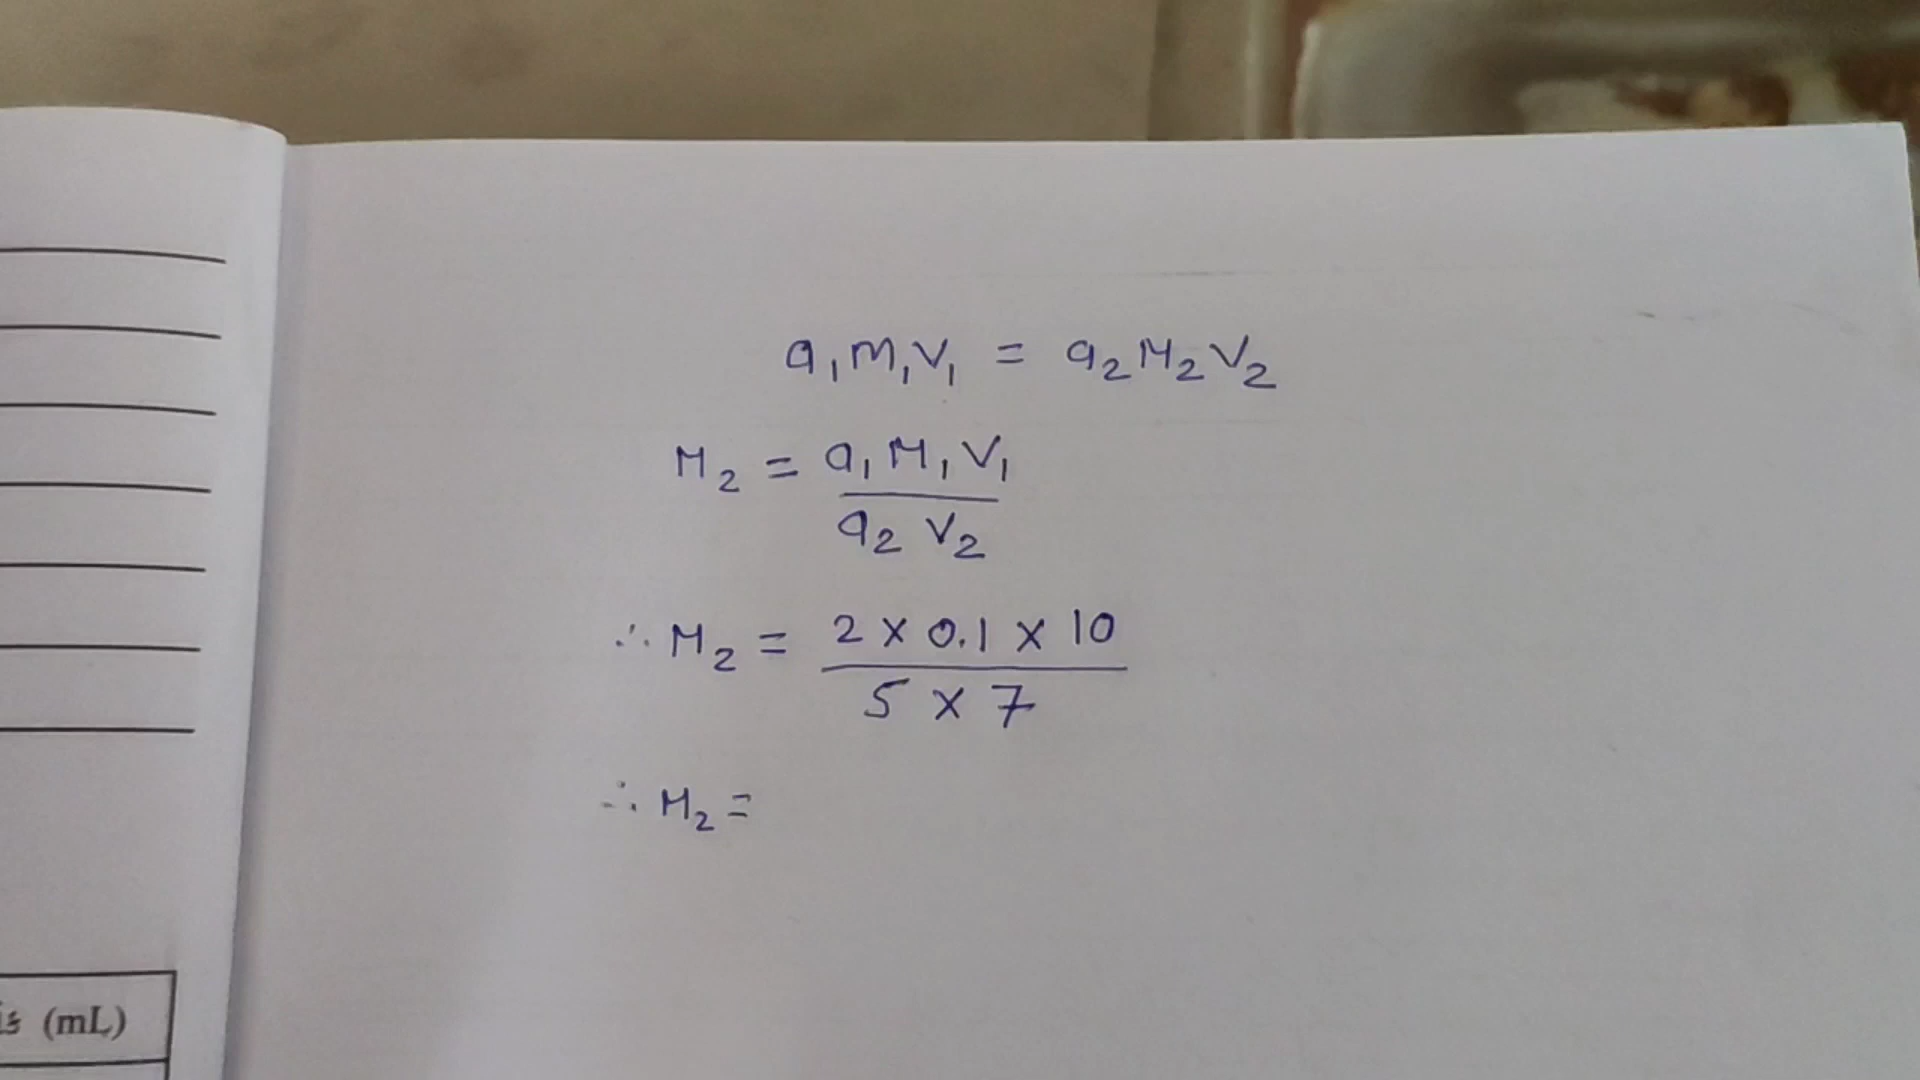 a₁m₁V₁ = a₂M₂V₂
M₂ = a₁M₁V₁ / a₂V₂
∴ M₂ = 2 × 0.1 × 10 / 5 × 7
∴ M₂ =
(mL)